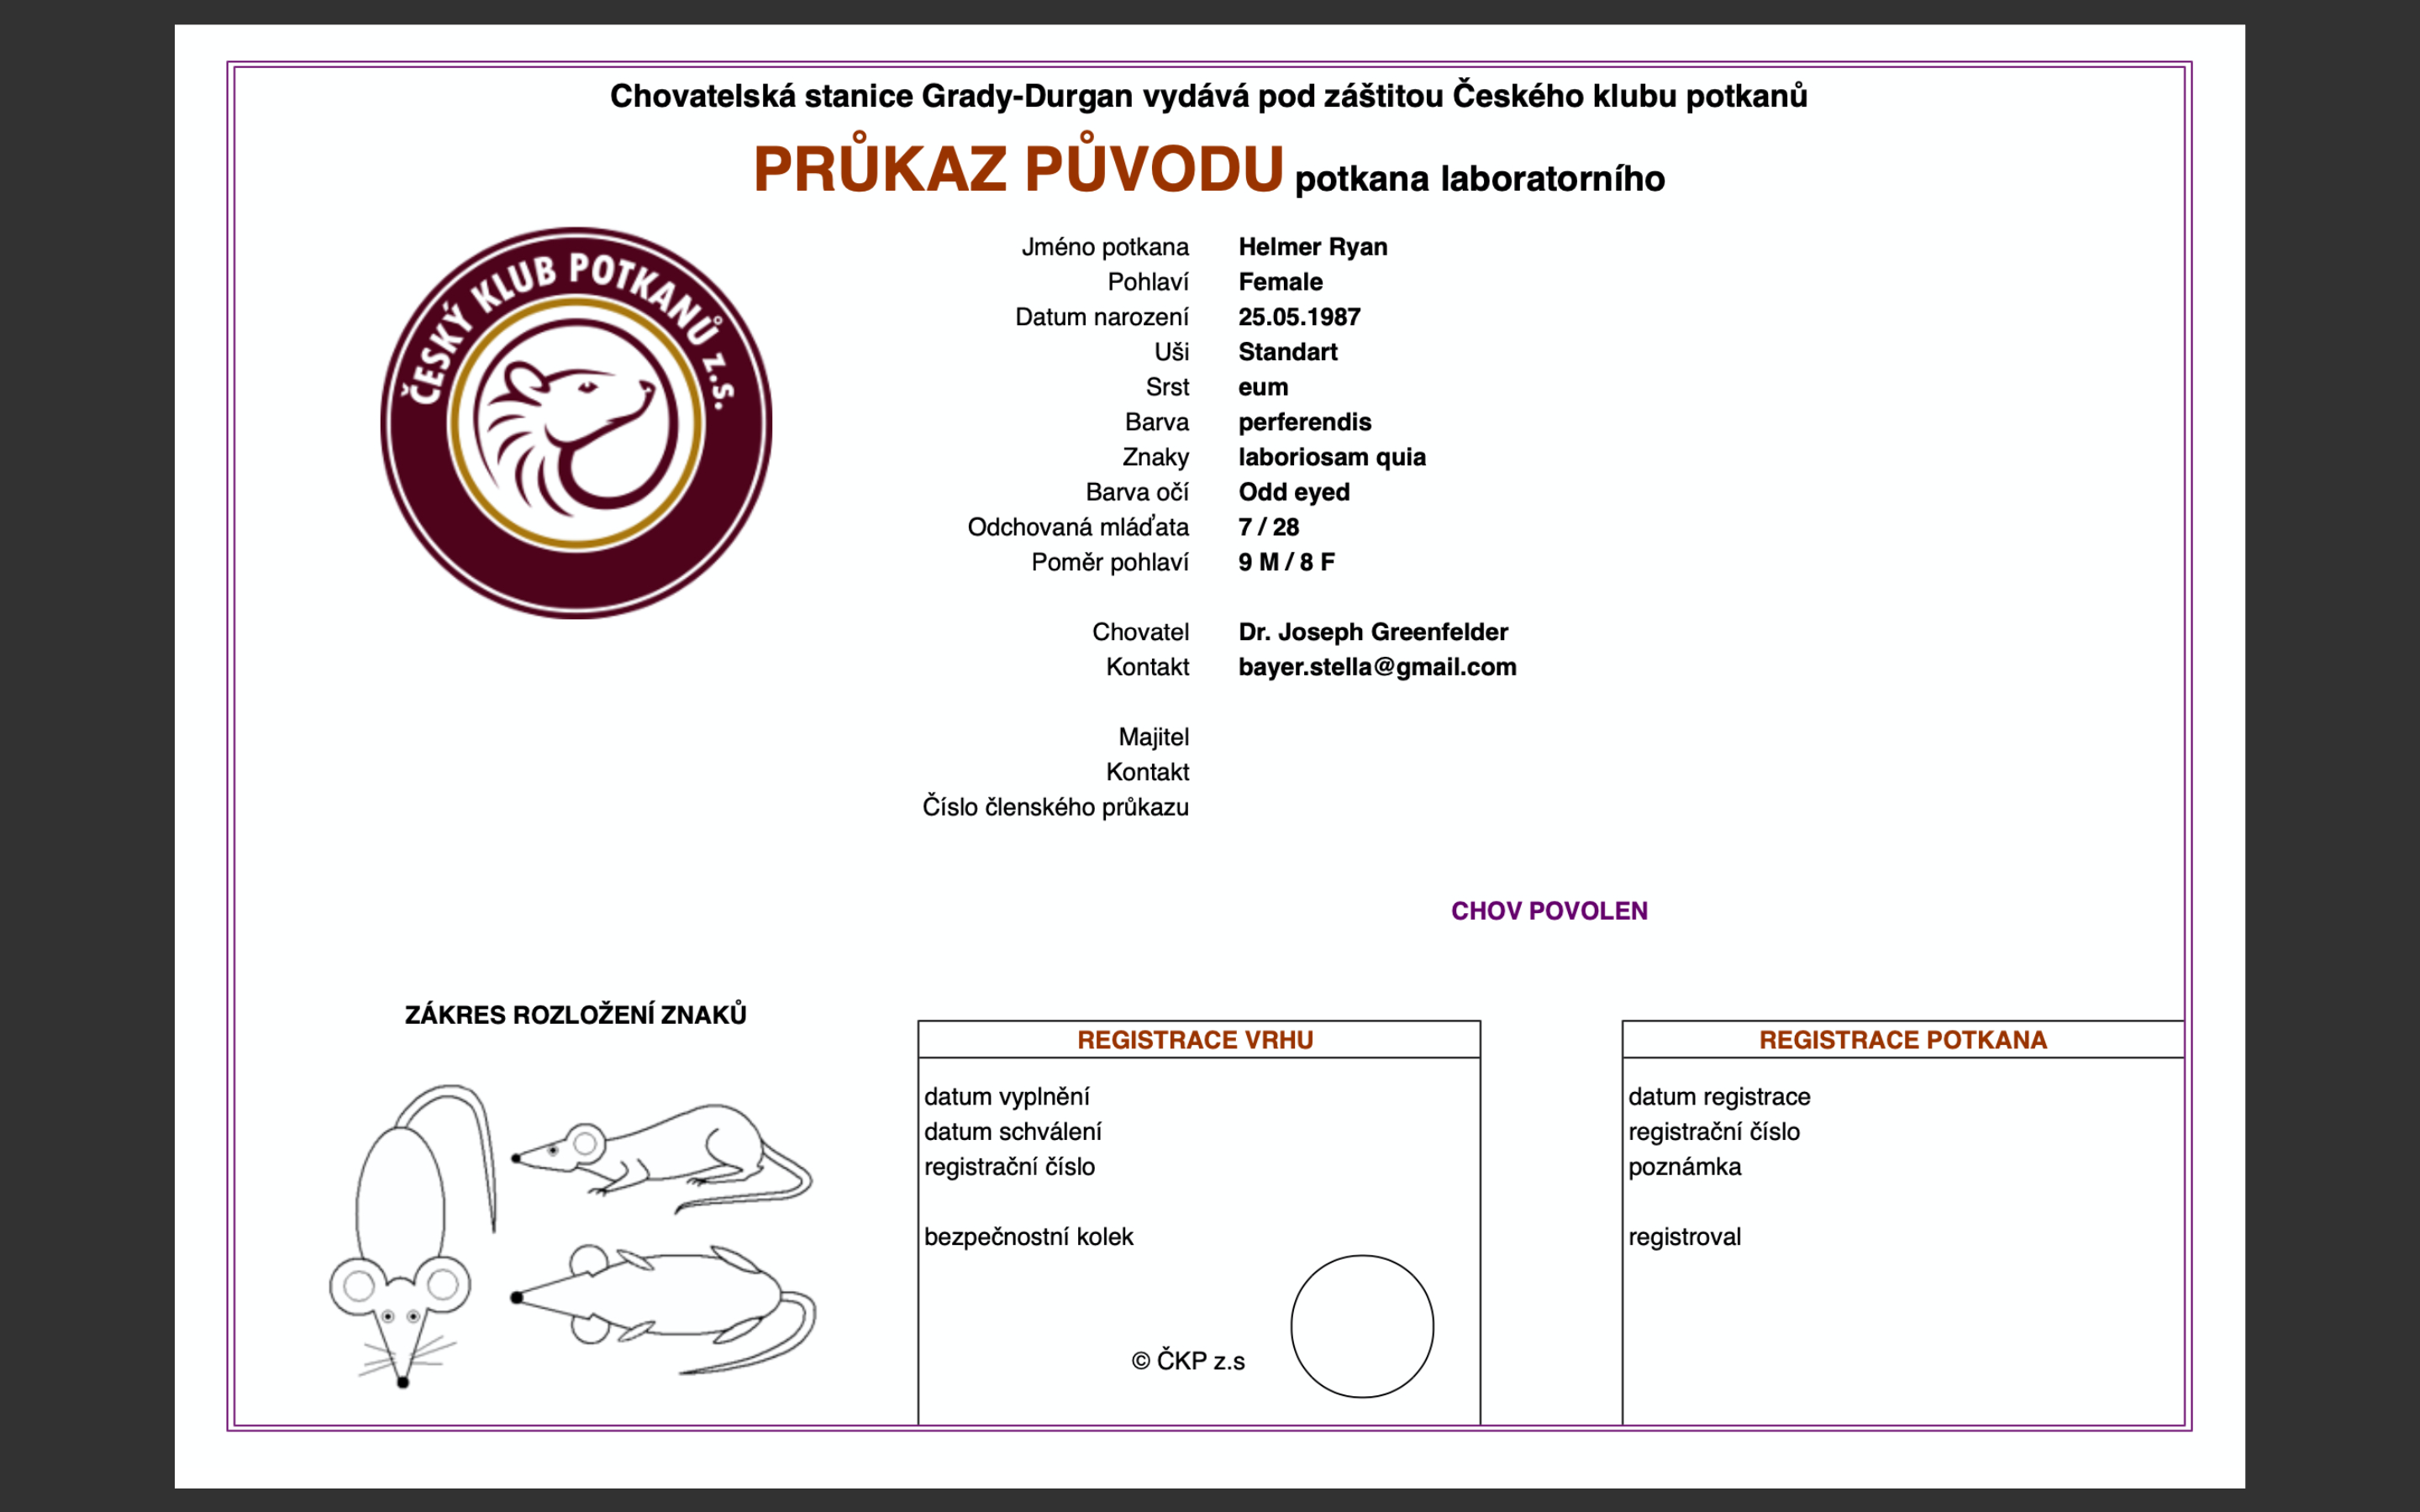 Chovatelská stanice Grady-Durgan vydává pod záštitou Českého klubu potkanů
PRŮKAZ PŮVODU potkana laboratorního
ČESKÝ KLUB POTKANŮ z.s.
Jméno potkana Helmer Ryan
Pohlaví Female
Datum narození 25.05.1987
Uši Standart
Srst eum
Barva perferendis
Znaky laboriosam quia
Barva očí Odd eyed
Odchovaná mláďata 7 / 28
Poměr pohlaví 9 M / 8 F
Chovatel Dr. Joseph Greenfelder
Kontakt bayer.stella@gmail.com
Majitel
Kontakt
Číslo členského průkazu
CHOV POVOLEN
ZÁKRES ROZLOŽENÍ ZNAKŮ
REGISTRACE VRHU
datum vyplnění
datum schválení
registrační číslo
bezpečnostní kolek
© ČKP z.s
REGISTRACE POTKANA
datum registrace
registrační číslo
poznámka
registroval